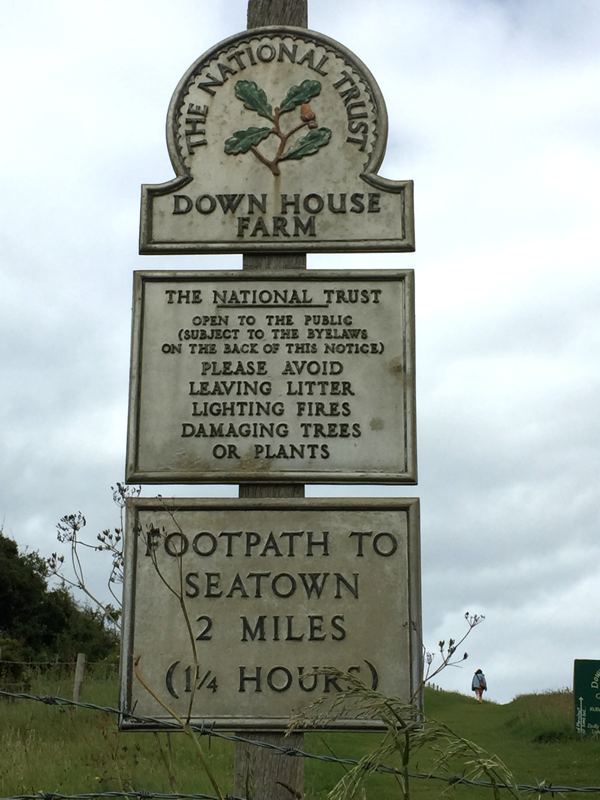 THE NATIONAL TRUST
DOWN HOUSE
FARM
THE NATIONAL TRUST
OPEN TO THE PUBLIC
(SUBJECT TO THE BYELAWS
ON THE BACK OF THIS NOTICE)
PLEASE AVOID
LEAVING LITTER
LIGHTING FIRES
DAMAGING TREES
OR PLANTS
FOOTPATH TO
SEATOWN
2 MILES
(1¼ HOURS)